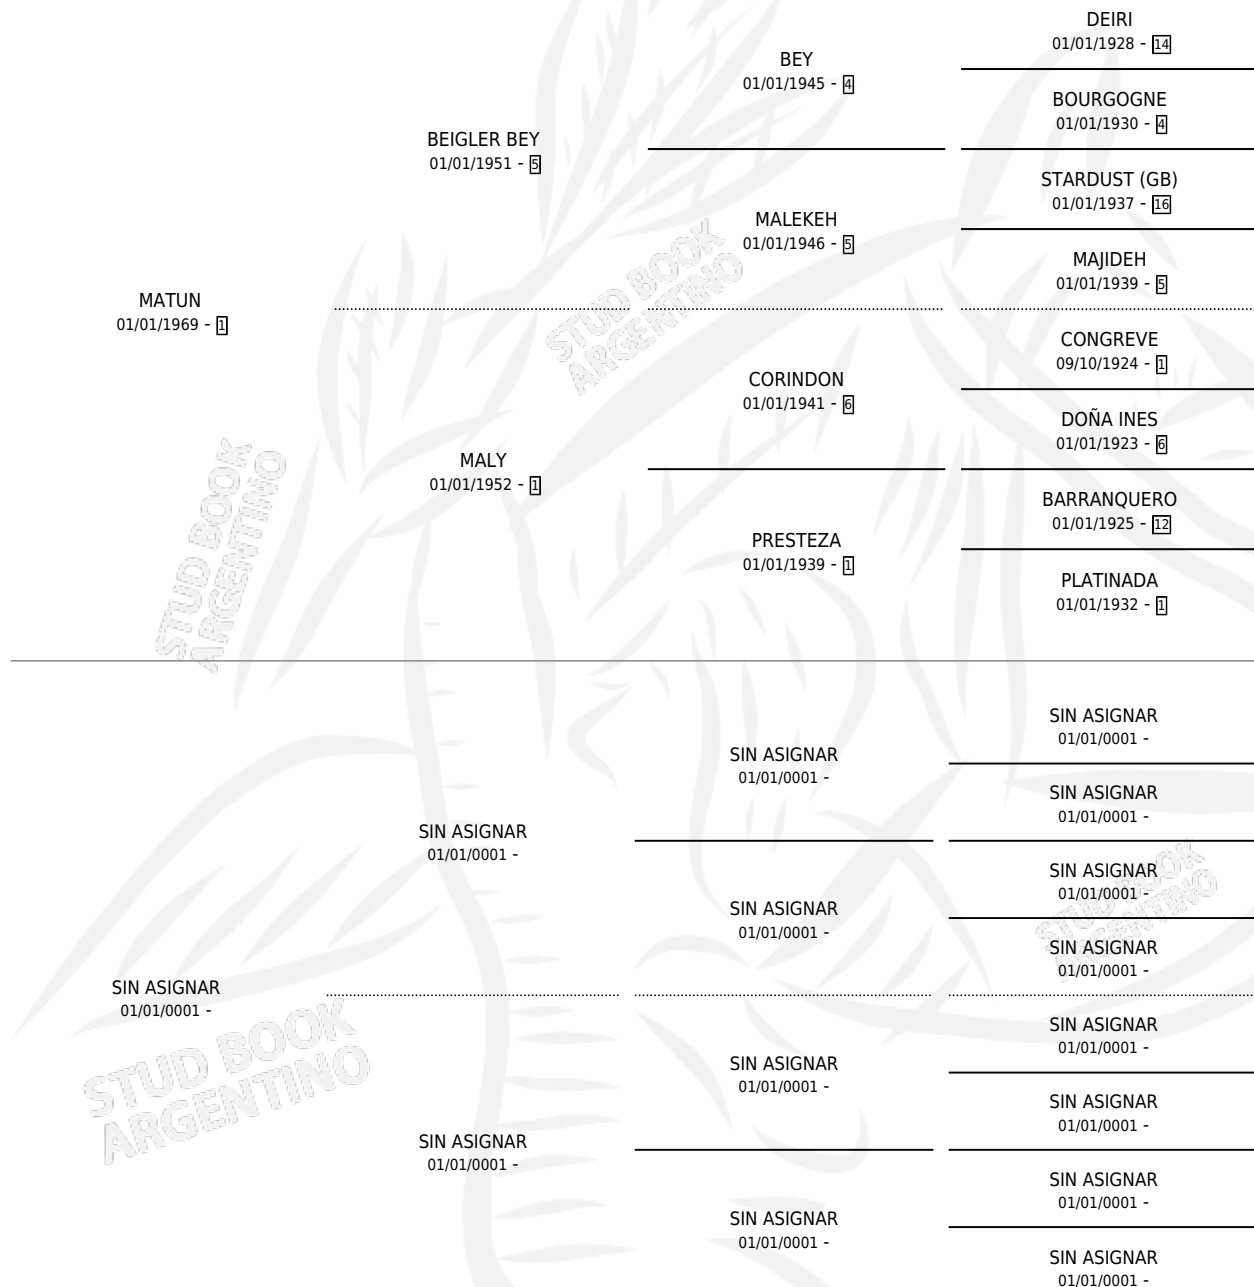 DEIRI
01/01/1928 - 14
BEY
01/01/1945 - 4
BOURGOGNE
01/01/1930 - 4
BEIGLER BEY
01/01/1951 - 5
STARDUST (GB)
01/01/1937 - 16
MALEKEH
01/01/1946 - 5
MAJIDEH
01/01/1939 - 5
MATUN
01/01/1969 - 1
STUD BOOK
ARGENTINO
CONGREVE
09/10/1924 - 1
CORINDON
01/01/1941 - 6
DOÑA INES
01/01/1923 - 6
MALY
01/01/1952 - 1
BARRANQUERO
01/01/1925 - 12
PRESTEZA
01/01/1939 - 1
PLATINADA
01/01/1932 - 1
STUD BOOK
ARGENTINO
SIN ASIGNAR
01/01/0001 -
SIN ASIGNAR
01/01/0001 -
SIN ASIGNAR
01/01/0001 -
SIN ASIGNAR
01/01/0001 -
SIN ASIGNAR
01/01/0001 -
SIN ASIGNAR
01/01/0001 -
SIN ASIGNAR
01/01/0001 -
STUD BOOK
ARGENTINO
SIN ASIGNAR
01/01/0001 -
SIN ASIGNAR
01/01/0001 -
SIN ASIGNAR
01/01/0001 -
SIN ASIGNAR
01/01/0001 -
STUD BOOK
ARGENTINO
SIN ASIGNAR
01/01/0001 -
SIN ASIGNAR
01/01/0001 -
SIN ASIGNAR
01/01/0001 -
SIN ASIGNAR
01/01/0001 -